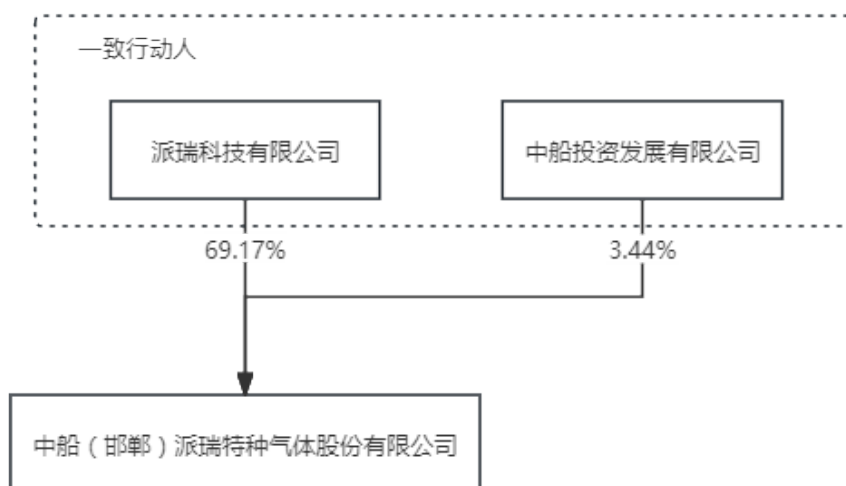 一致行动人
派瑞科技有限公司
中船投资发展有限公司
69.17%
3.44%
中船（邯郸）派瑞特种气体股份有限公司